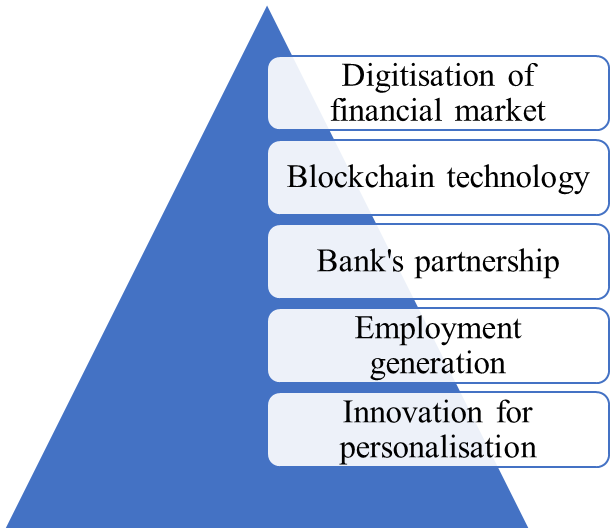 Digitisation of
financial market
Blockchain technology
Bank's partnership
Employment
generation
Innovation for
personalisation